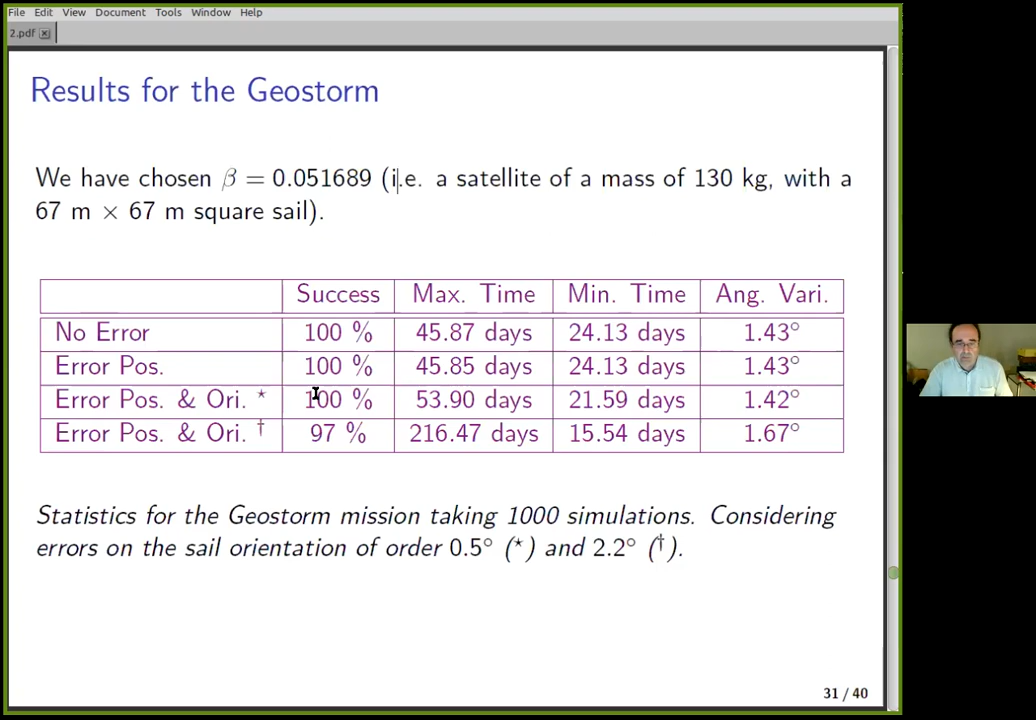 File Edit View Document Tools Window Help
2.pdf
Results for the Geostorm
We have chosen β = 0.051689 (i.e. a satellite of a mass of 130 kg, with a
67 m × 67 m square sail).
Success Max. Time Min. Time Ang. Vari.
No Error 100 % 45.87 days 24.13 days 1.43°
Error Pos. 100 % 45.85 days 24.13 days 1.43°
Error Pos. & Ori. ⋆ 100 % 53.90 days 21.59 days 1.42°
Error Pos. & Ori. † 97 % 216.47 days 15.54 days 1.67°
Statistics for the Geostorm mission taking 1000 simulations. Considering
errors on the sail orientation of order 0.5° (⋆) and 2.2° (†).
31 / 40